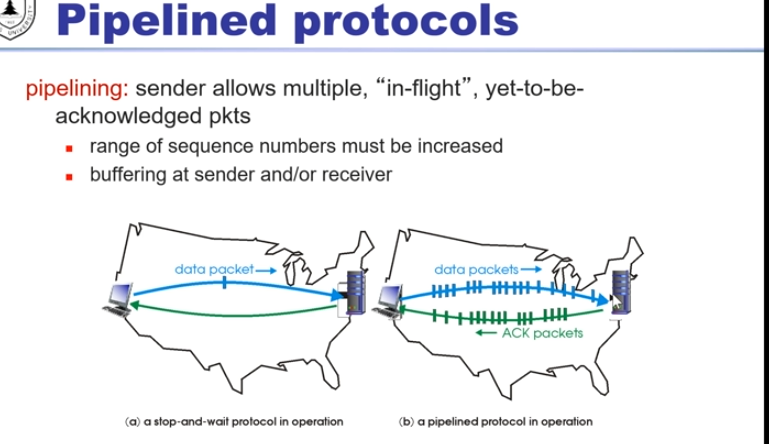 Pipelined protocols
pipelining: sender allows multiple, “in-flight”, yet-to-be-
acknowledged pkts
range of sequence numbers must be increased
buffering at sender and/or receiver
data packet
data packets
ACK packets
(a) a stop-and-wait protocol in operation
(b) a pipelined protocol in operation